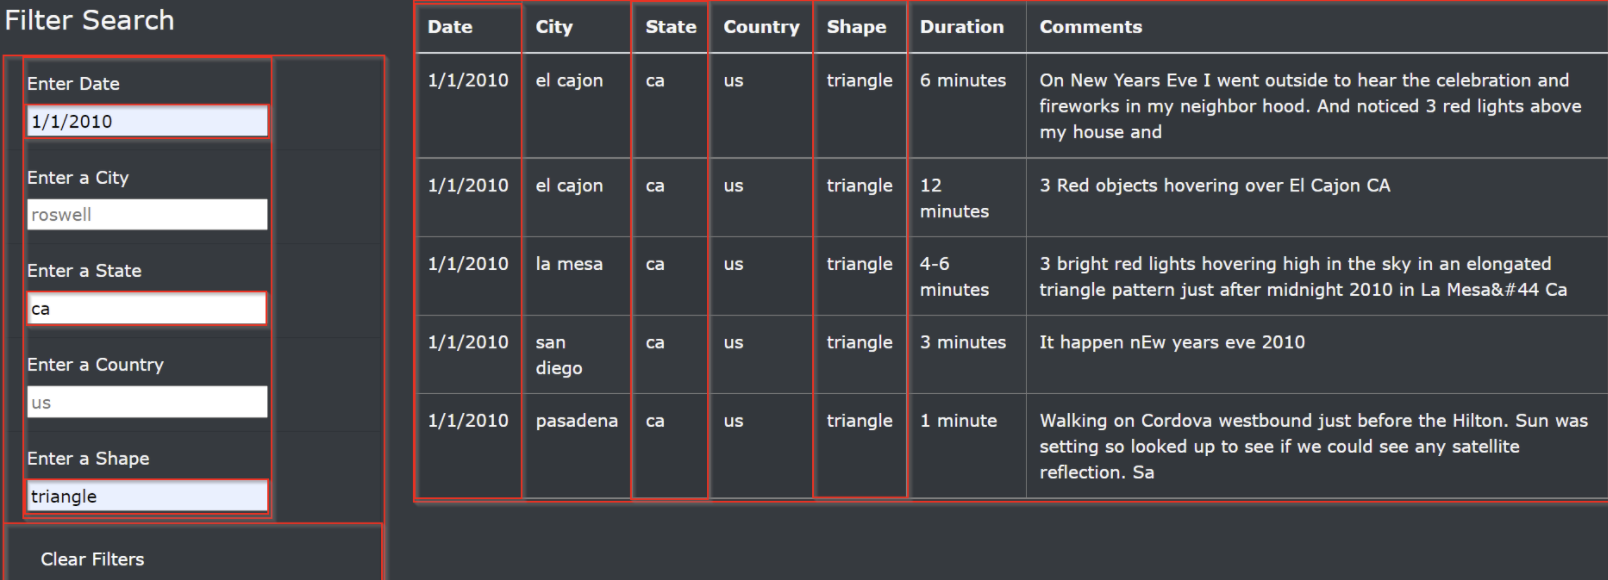 Filter Search
Enter Date
1/1/2010
Enter a City
roswell
Enter a State
ca
Enter a Country
us
Enter a Shape
triangle
Clear Filters
Date City State Country Shape Duration Comments
1/1/2010 el cajon ca us triangle 6 minutes On New Years Eve I went outside to hear the celebration and
fireworks in my neighbor hood. And noticed 3 red lights above
my house and
1/1/2010 el cajon ca us triangle 12 3 Red objects hovering over El Cajon CA
minutes
1/1/2010 la mesa ca us triangle 4-6 3 bright red lights hovering high in the sky in an elongated
minutes triangle pattern just after midnight 2010 in La Mesa&#44 Ca
1/1/2010 san ca us triangle 3 minutes It happen nEw years eve 2010
diego
1/1/2010 pasadena ca us triangle 1 minute Walking on Cordova westbound just before the Hilton. Sun was
setting so looked up to see if we could see any satellite
reflection. Sa